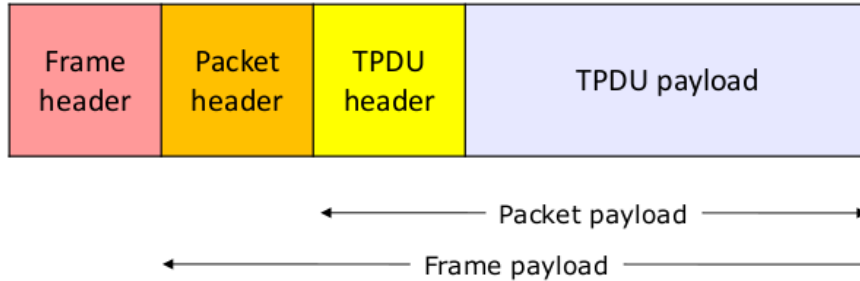 Frame
header
Packet
header
TPDU
header
TPDU payload
Packet payload
Frame payload